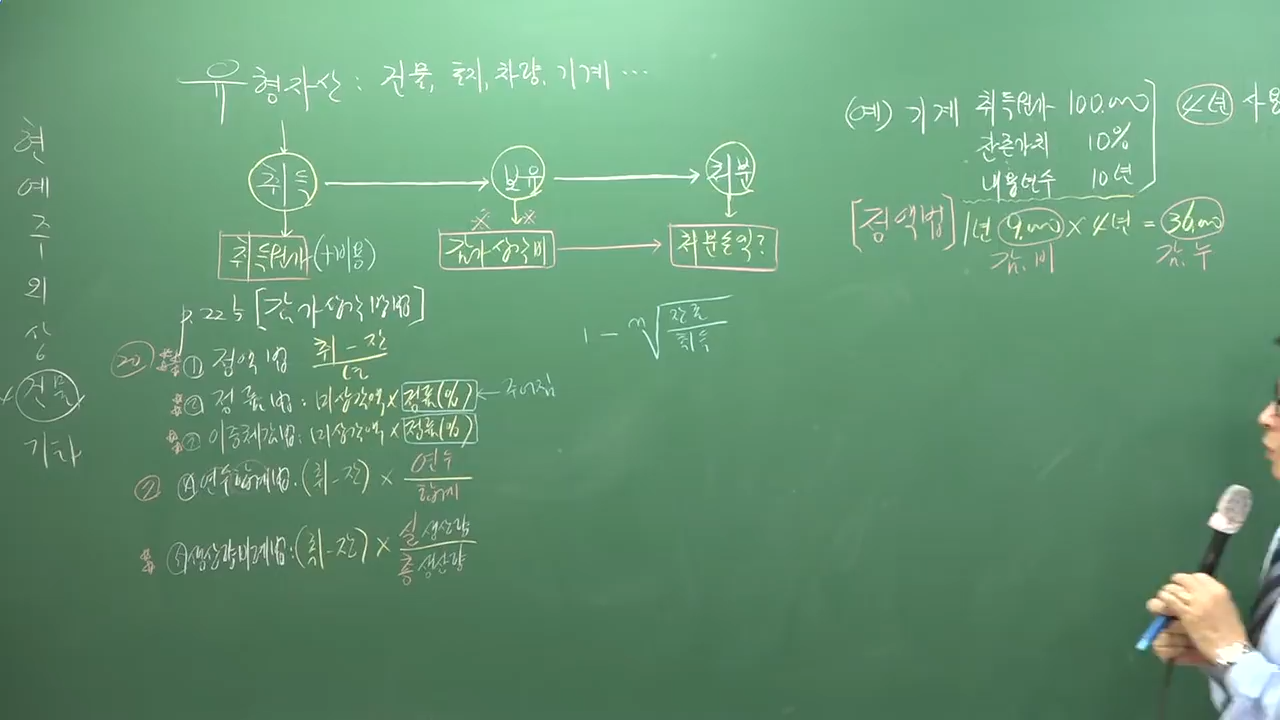 유형자산 : 건물, 토지, 차량, 기계 …
취득 → 보유 → 처분
취득원가 (+비용)
감가상각비 → 처분손익?
p.225 [감가상각방법]
① 정액법 취 - 잔 / 년
② 정률법 : 미상각액 × 정률(%) ← 주어짐
② 이중체감법 : 미상각액 × 정률(%)
④ 연수합계법 : (취 - 잔) × 연수 / 합계
⑤ 생산량비례법 : (취 - 잔) × 실생산량 / 총생산량
1 - ⁿ√ 잔존 / 취득
현
예
주
외
상
건물
기타
(예) 기계 취득원가 100,000 4년 사용
잔존가치 10%
내용연수 10년
[정액법] 1년 9,000 × 4년 = 36,000
감.비 감.누